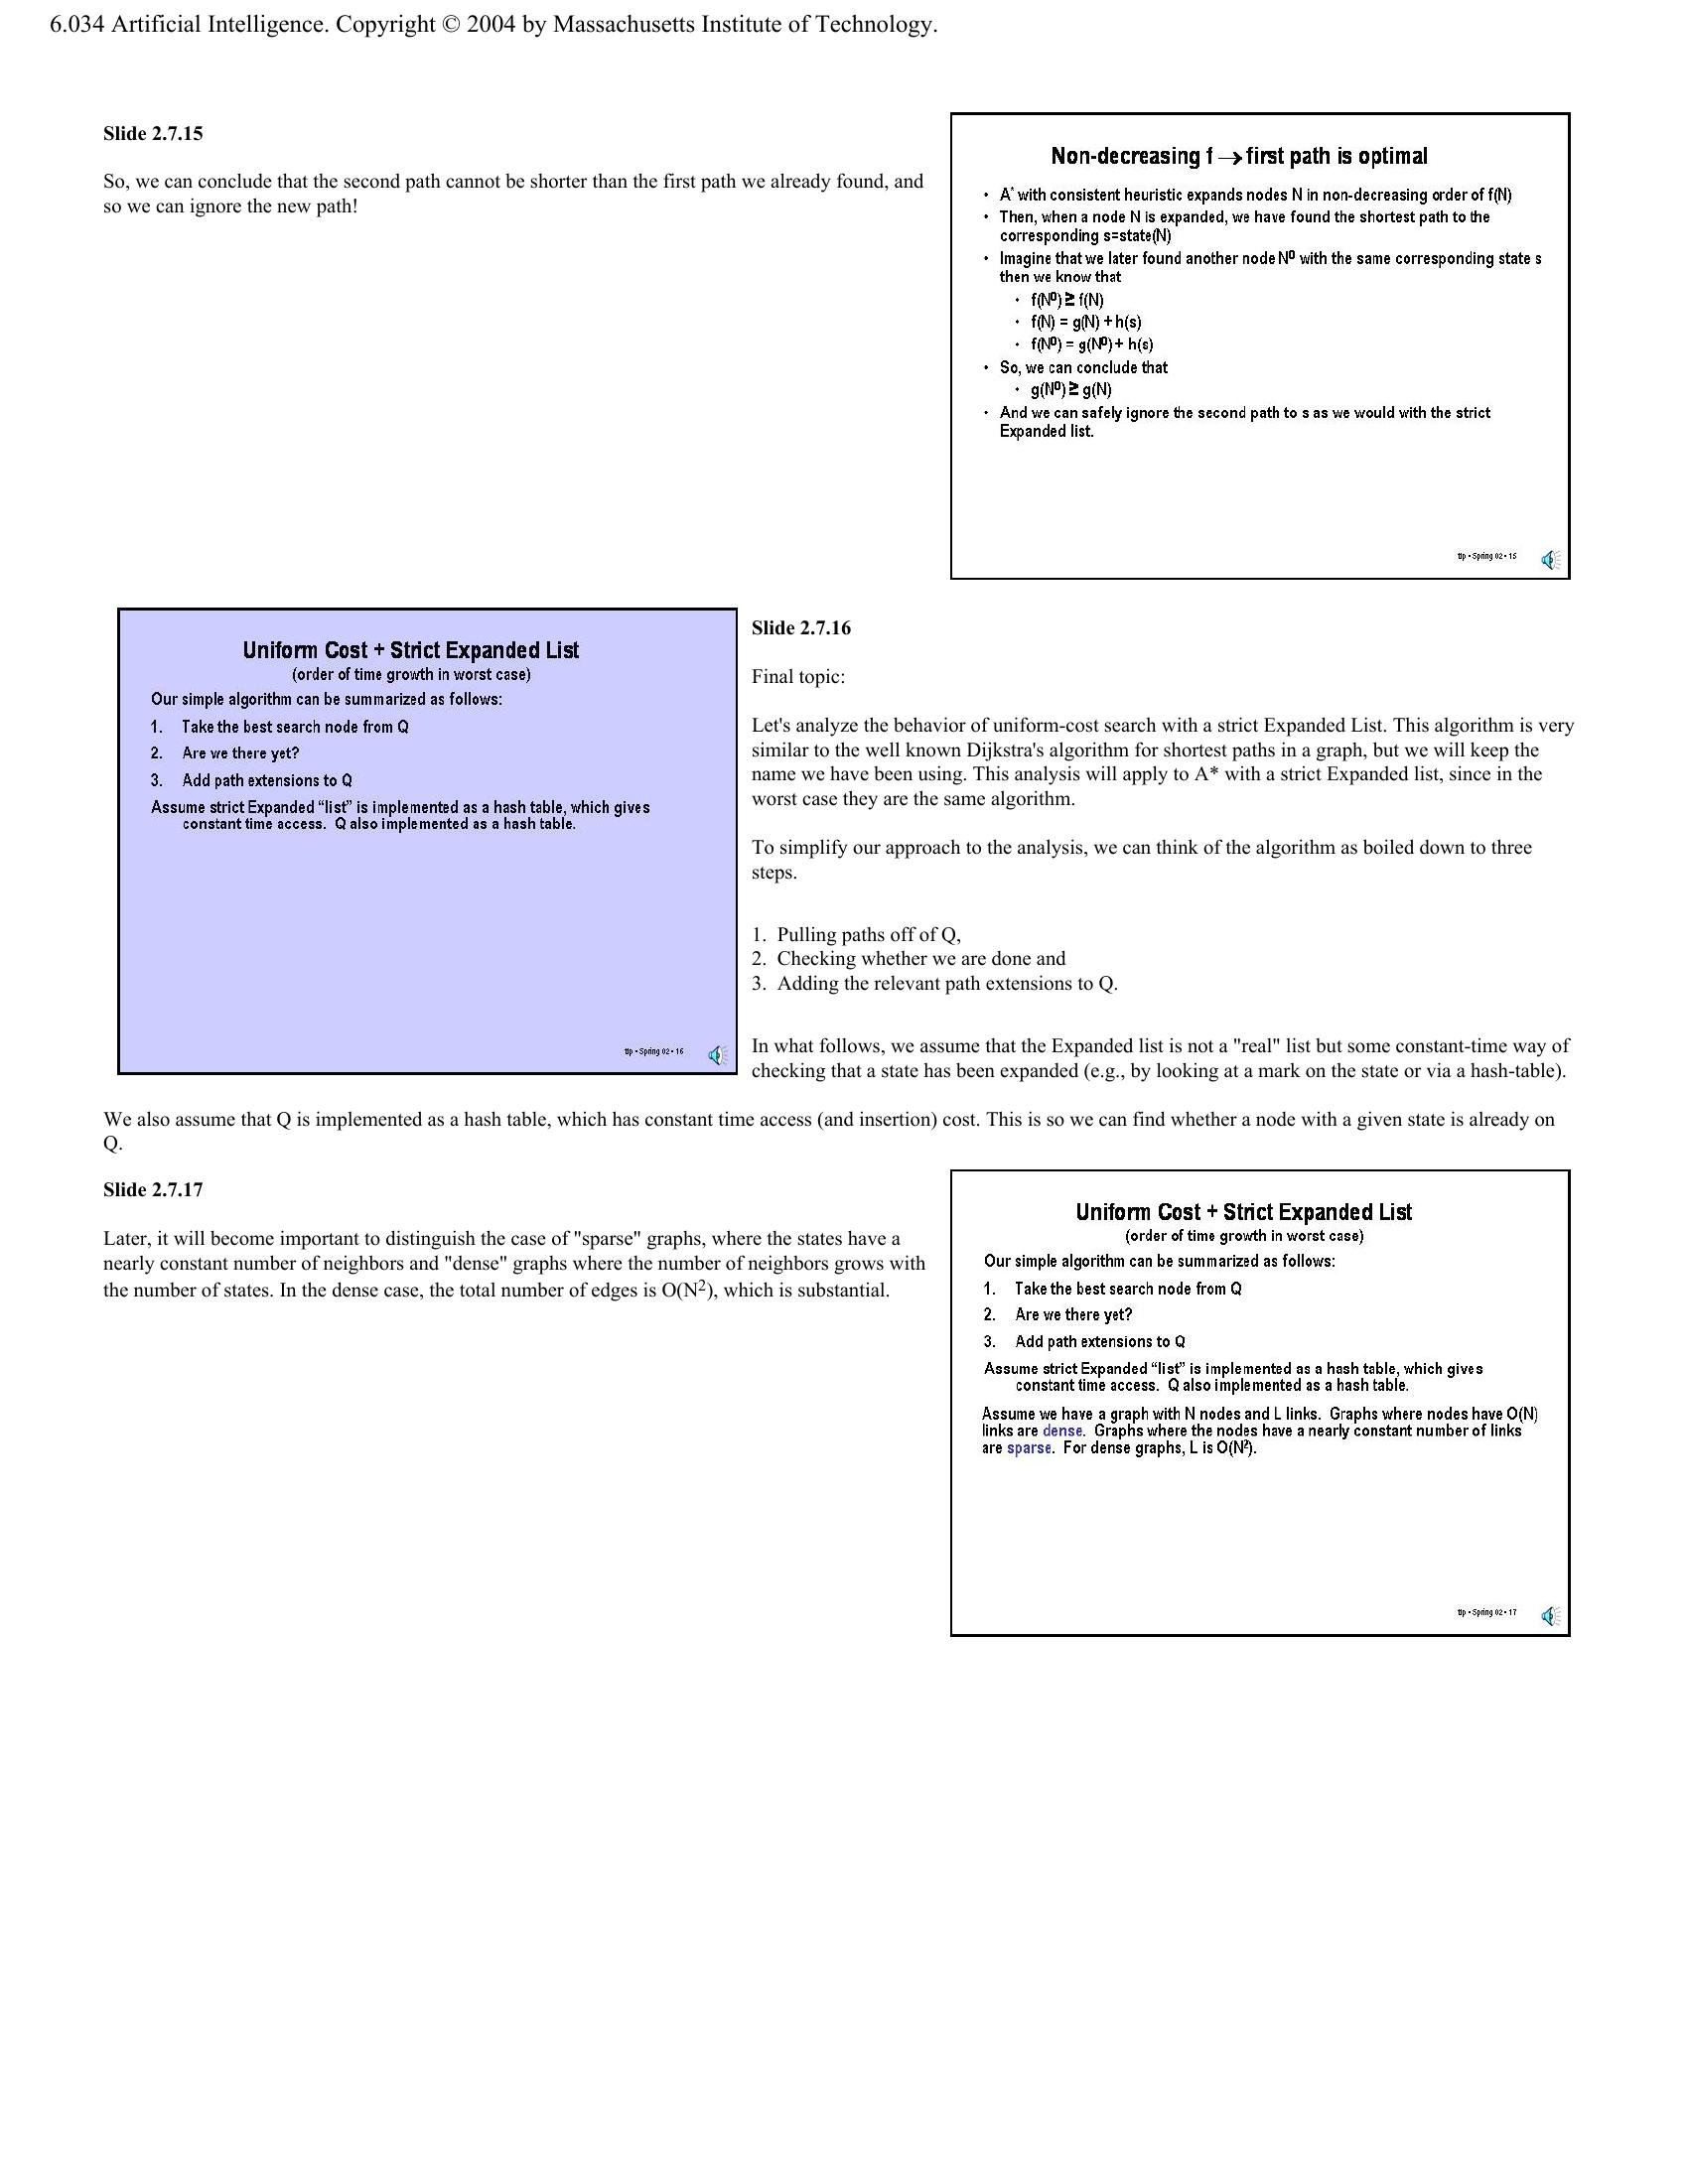 6.034 Artificial Intelligence. Copyright © 2004 by Massachusetts Institute of Technology.
Slide 2.7.15
So, we can conclude that the second path cannot be shorter than the first path we already found, and
so we can ignore the new path!
Non-decreasing f → first path is optimal
• A* with consistent heuristic expands nodes N in non-decreasing order of f(N)
• Then, when a node N is expanded, we have found the shortest path to the
corresponding s=state(N)
• Imagine that we later found another node N⁰ with the same corresponding state s
then we know that
• f(N⁰) ≥ f(N)
• f(N) = g(N) + h(s)
• f(N⁰) = g(N⁰) + h(s)
• So, we can conclude that
• g(N⁰) ≥ g(N)
• And we can safely ignore the second path to s as we would with the strict
Expanded list.
tlp • Spring 02 • 15
Uniform Cost + Strict Expanded List
(order of time growth in worst case)
Our simple algorithm can be summarized as follows:
1. Take the best search node from Q
2. Are we there yet?
3. Add path extensions to Q
Assume strict Expanded “list” is implemented as a hash table, which gives
constant time access. Q also implemented as a hash table.
tlp • Spring 02 • 16
Slide 2.7.16
Final topic:
Let's analyze the behavior of uniform-cost search with a strict Expanded List. This algorithm is very
similar to the well known Dijkstra's algorithm for shortest paths in a graph, but we will keep the
name we have been using. This analysis will apply to A* with a strict Expanded list, since in the
worst case they are the same algorithm.
To simplify our approach to the analysis, we can think of the algorithm as boiled down to three
steps.
1. Pulling paths off of Q,
2. Checking whether we are done and
3. Adding the relevant path extensions to Q.
In what follows, we assume that the Expanded list is not a "real" list but some constant-time way of
checking that a state has been expanded (e.g., by looking at a mark on the state or via a hash-table).
We also assume that Q is implemented as a hash table, which has constant time access (and insertion) cost. This is so we can find whether a node with a given state is already on
Q.
Slide 2.7.17
Later, it will become important to distinguish the case of "sparse" graphs, where the states have a
nearly constant number of neighbors and "dense" graphs where the number of neighbors grows with
the number of states. In the dense case, the total number of edges is O(N²), which is substantial.
Uniform Cost + Strict Expanded List
(order of time growth in worst case)
Our simple algorithm can be summarized as follows:
1. Take the best search node from Q
2. Are we there yet?
3. Add path extensions to Q
Assume strict Expanded “list” is implemented as a hash table, which gives
constant time access. Q also implemented as a hash table.
Assume we have a graph with N nodes and L links. Graphs where nodes have O(N)
links are dense. Graphs where the nodes have a nearly constant number of links
are sparse. For dense graphs, L is O(N²).
tlp • Spring 02 • 17